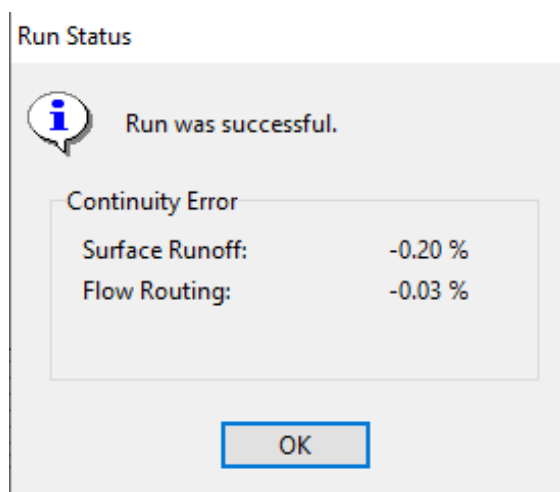 Run Status
Run was successful.
Continuity Error
Surface Runoff: -0.20 %
Flow Routing: -0.03 %
OK